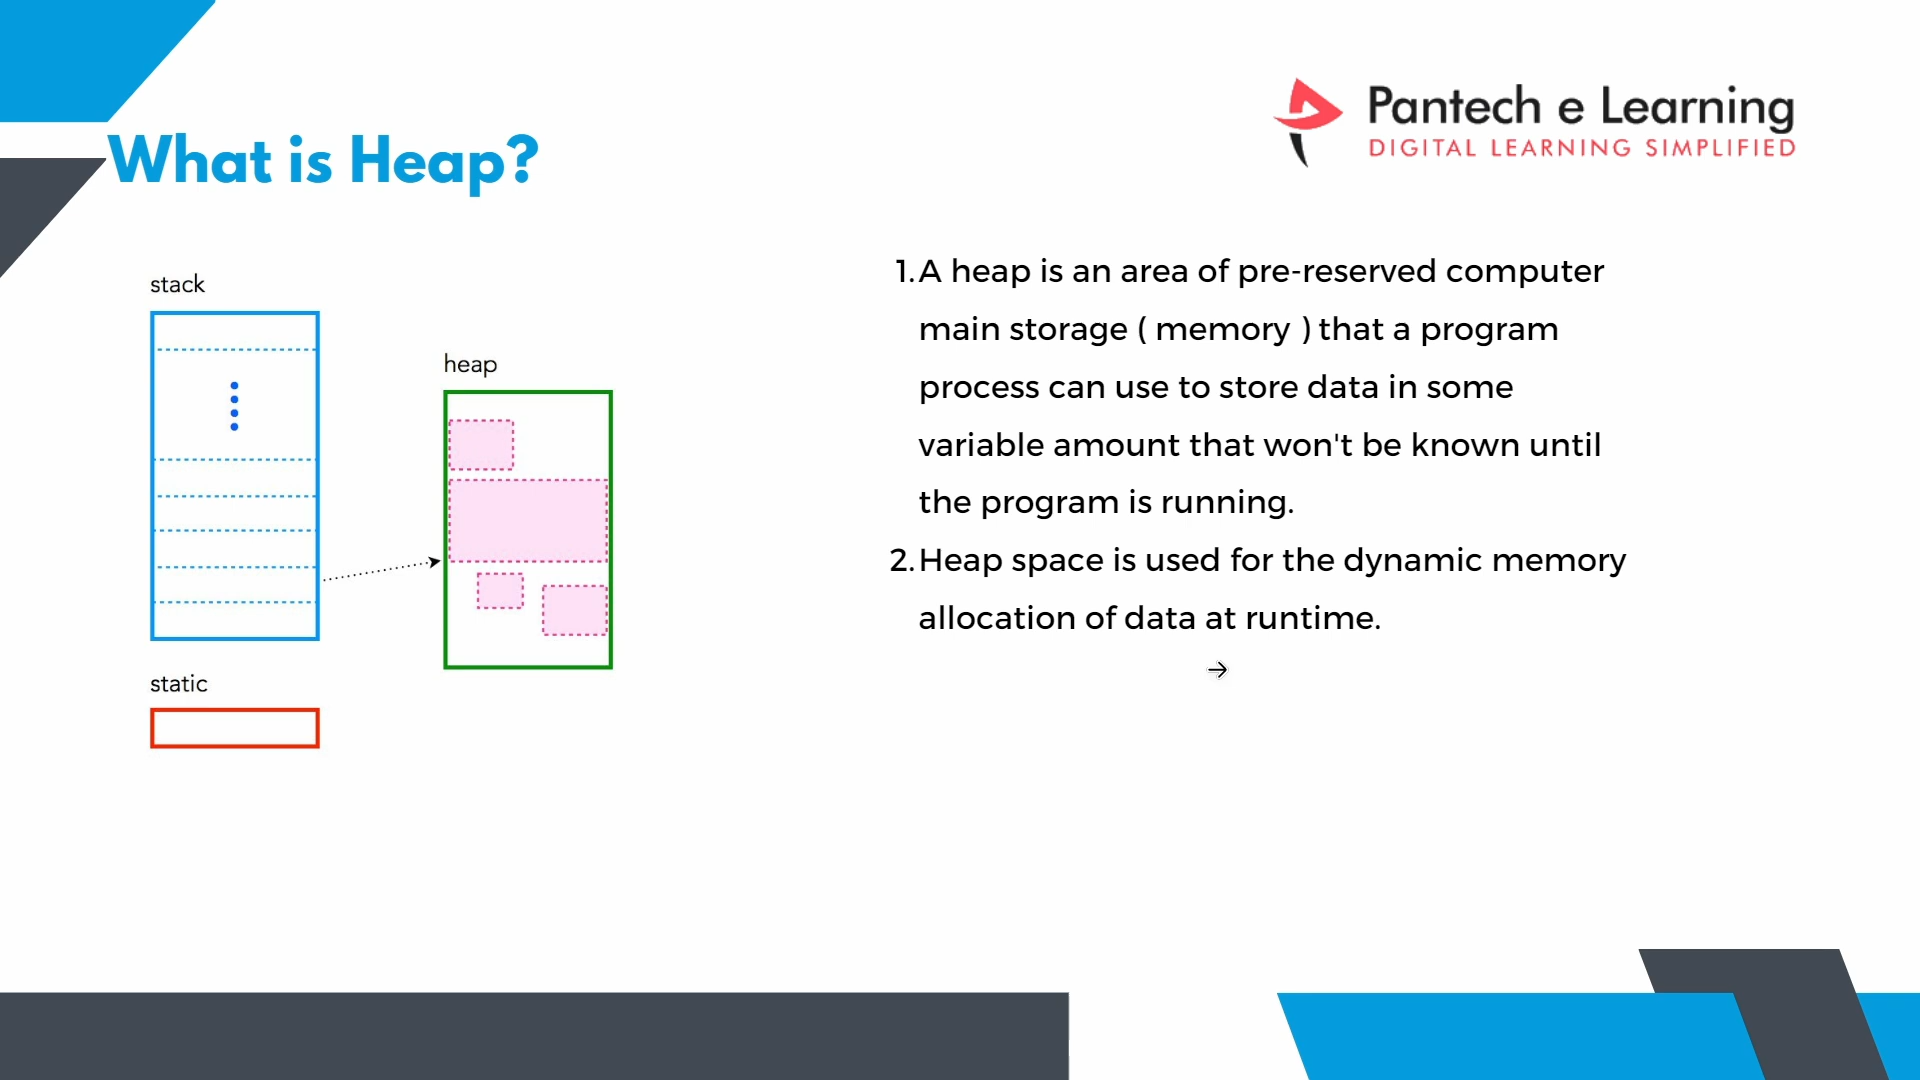 What is Heap?
Pantech e Learning
DIGITAL LEARNING SIMPLIFIED
stack
heap
static
1. A heap is an area of pre-reserved computer
main storage ( memory ) that a program
process can use to store data in some
variable amount that won't be known until
the program is running.
2. Heap space is used for the dynamic memory
allocation of data at runtime.